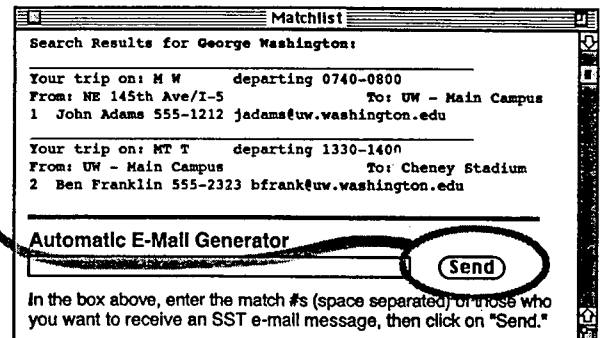 Matchlist
Search Results for George Washington:
Your trip on: M W departing 0740-0800
From: NE 145th Ave/I-5 To: UW - Main Campus
1 John Adams 555-1212 jadams@uw.washington.edu
Your trip on: MT T departing 1330-1400
From: UW - Main Campus To: Cheney Stadium
2 Ben Franklin 555-2323 bfrank@uw.washington.edu
Automatic E-Mail Generator
Send
In the box above, enter the match #s (space separated) of those who
you want to receive an SST e-mail message, then click on "Send."